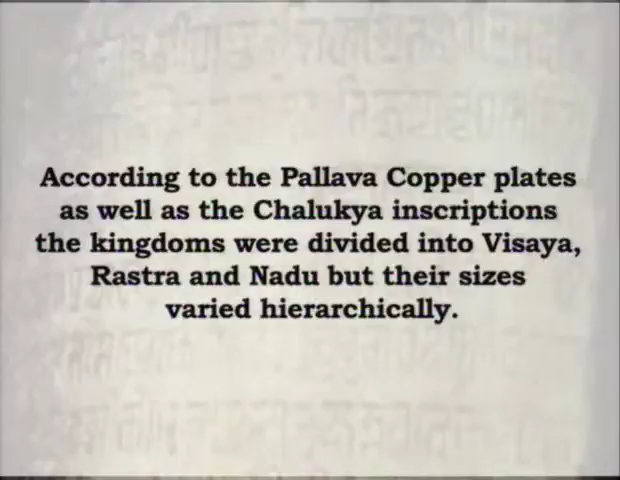 According to the Pallava Copper plates
as well as the Chalukya inscriptions
the kingdoms were divided into Visaya,
Rastra and Nadu but their sizes
varied hierarchically.